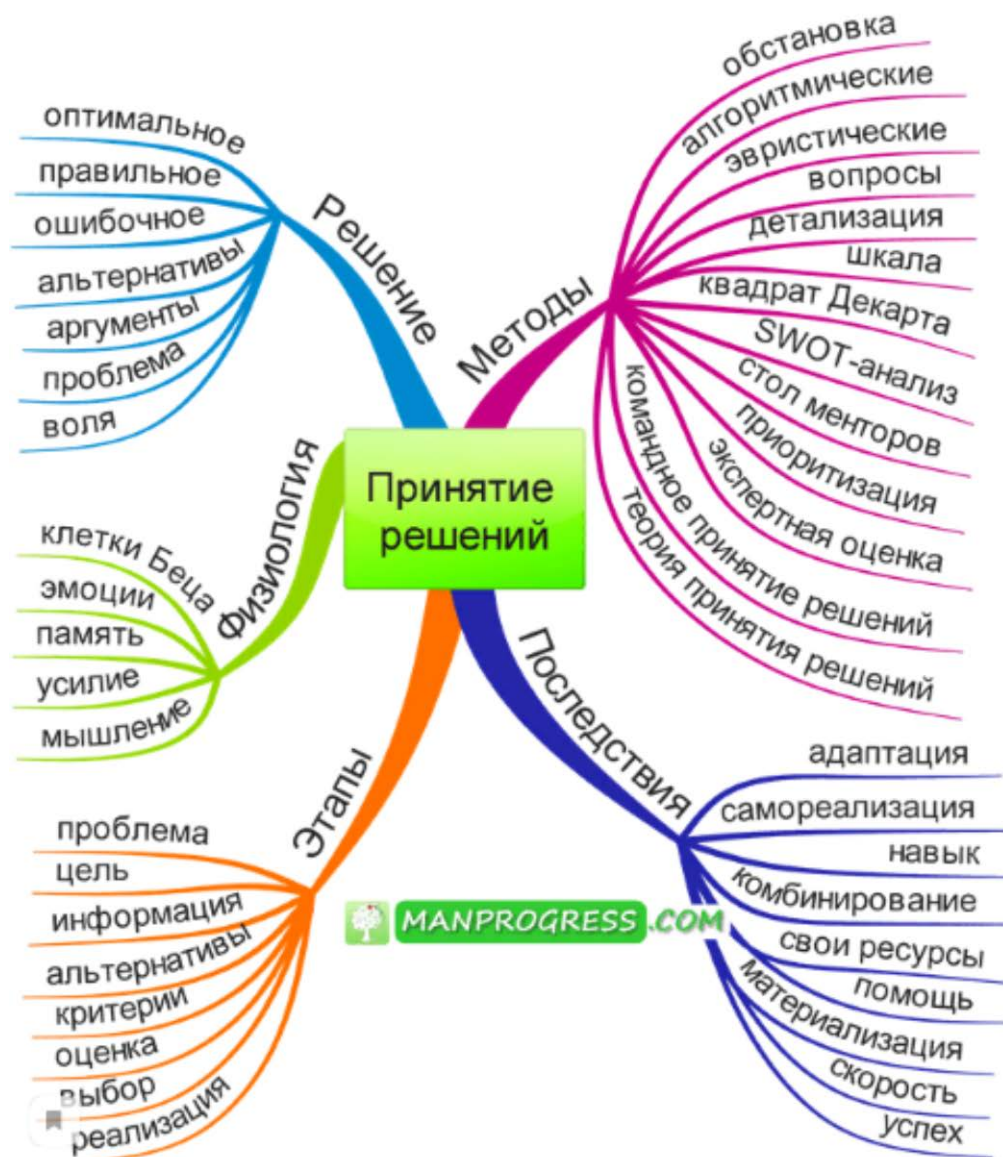 Принятие
решений
Решение
оптимальное
правильное
ошибочное
альтернативы
аргументы
проблема
воля
Методы
обстановка
алгоритмические
эвристические
вопросы
детализация
шкала
квадрат Декарта
SWOT-анализ
стол менторов
приоритизация
экспертная оценка
командное принятие решений
теория принятия решений
Физиология
клетки Беца
эмоции
память
усилие
мышление
Этапы
проблема
цель
информация
альтернативы
критерии
оценка
выбор
реализация
Последствия
адаптация
самореализация
навык
комбинирование
свои ресурсы
помощь
материализация
скорость
успех
MANPROGRESS.COM